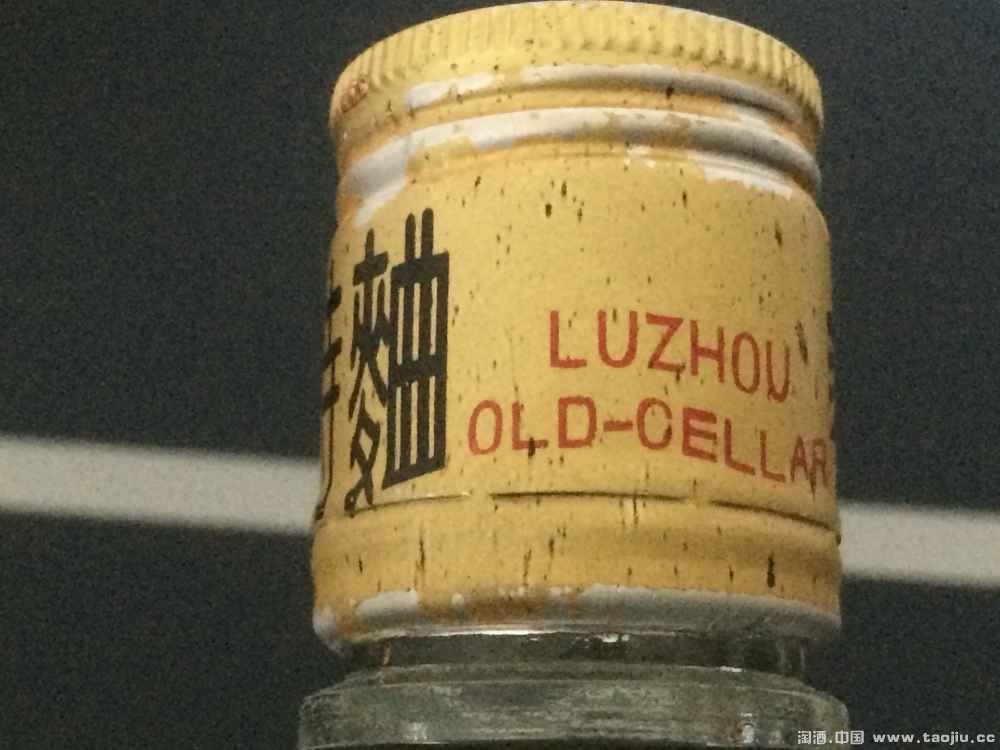 麯
LUZHOU
OLD-CELLAR
淘酒.中国 www.taojiu.cc